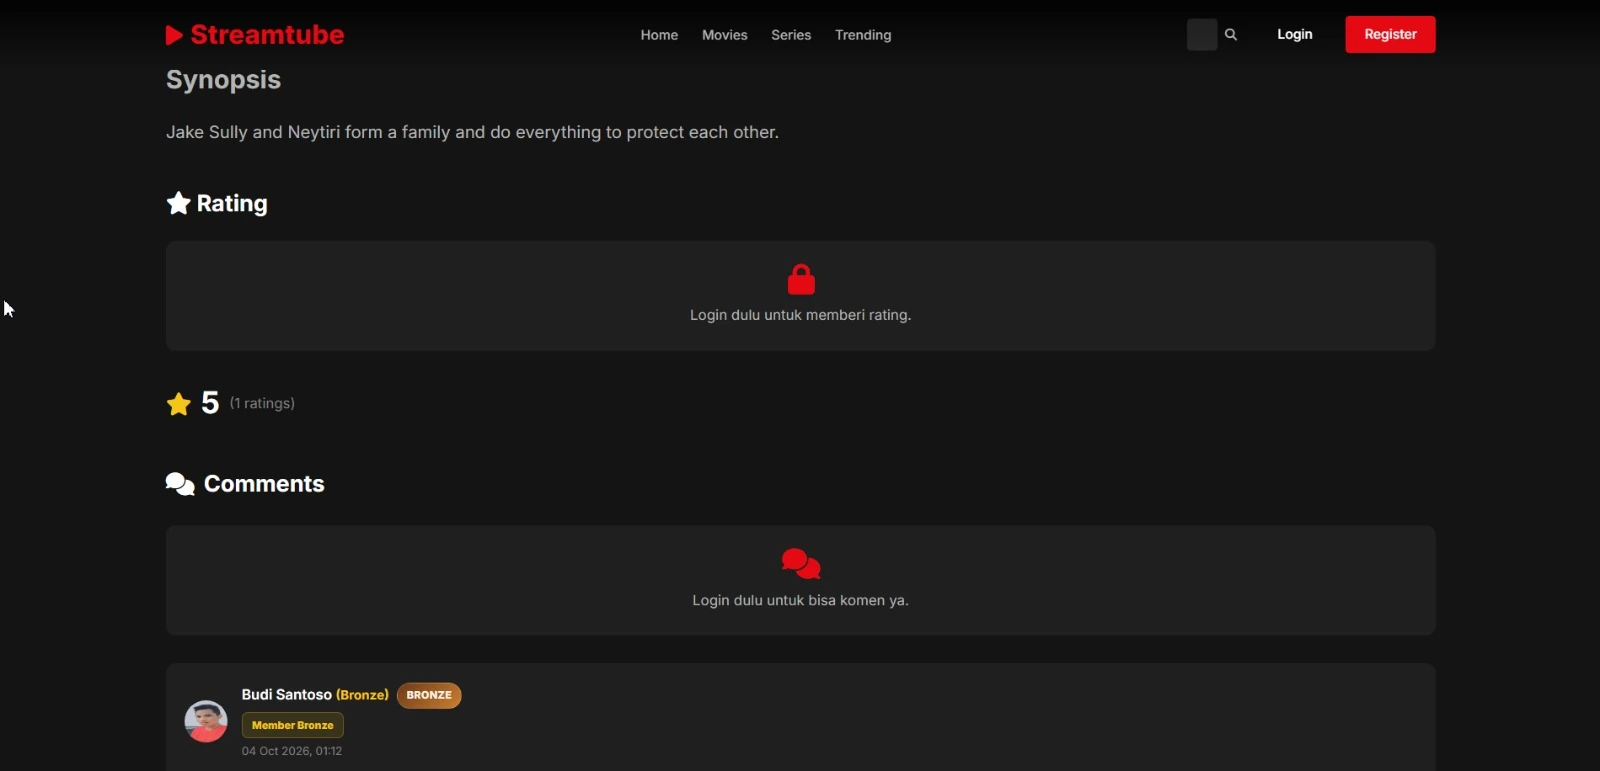 Streamtube
Home Movies Series Trending Login Register
Synopsis
Jake Sully and Neytiri form a family and do everything to protect each other.
Rating
Login dulu untuk memberi rating.
5 (1 ratings)
Comments
Login dulu untuk bisa komen ya.
Budi Santoso (Bronze) BRONZE
Member Bronze
04 Oct 2026, 01:12